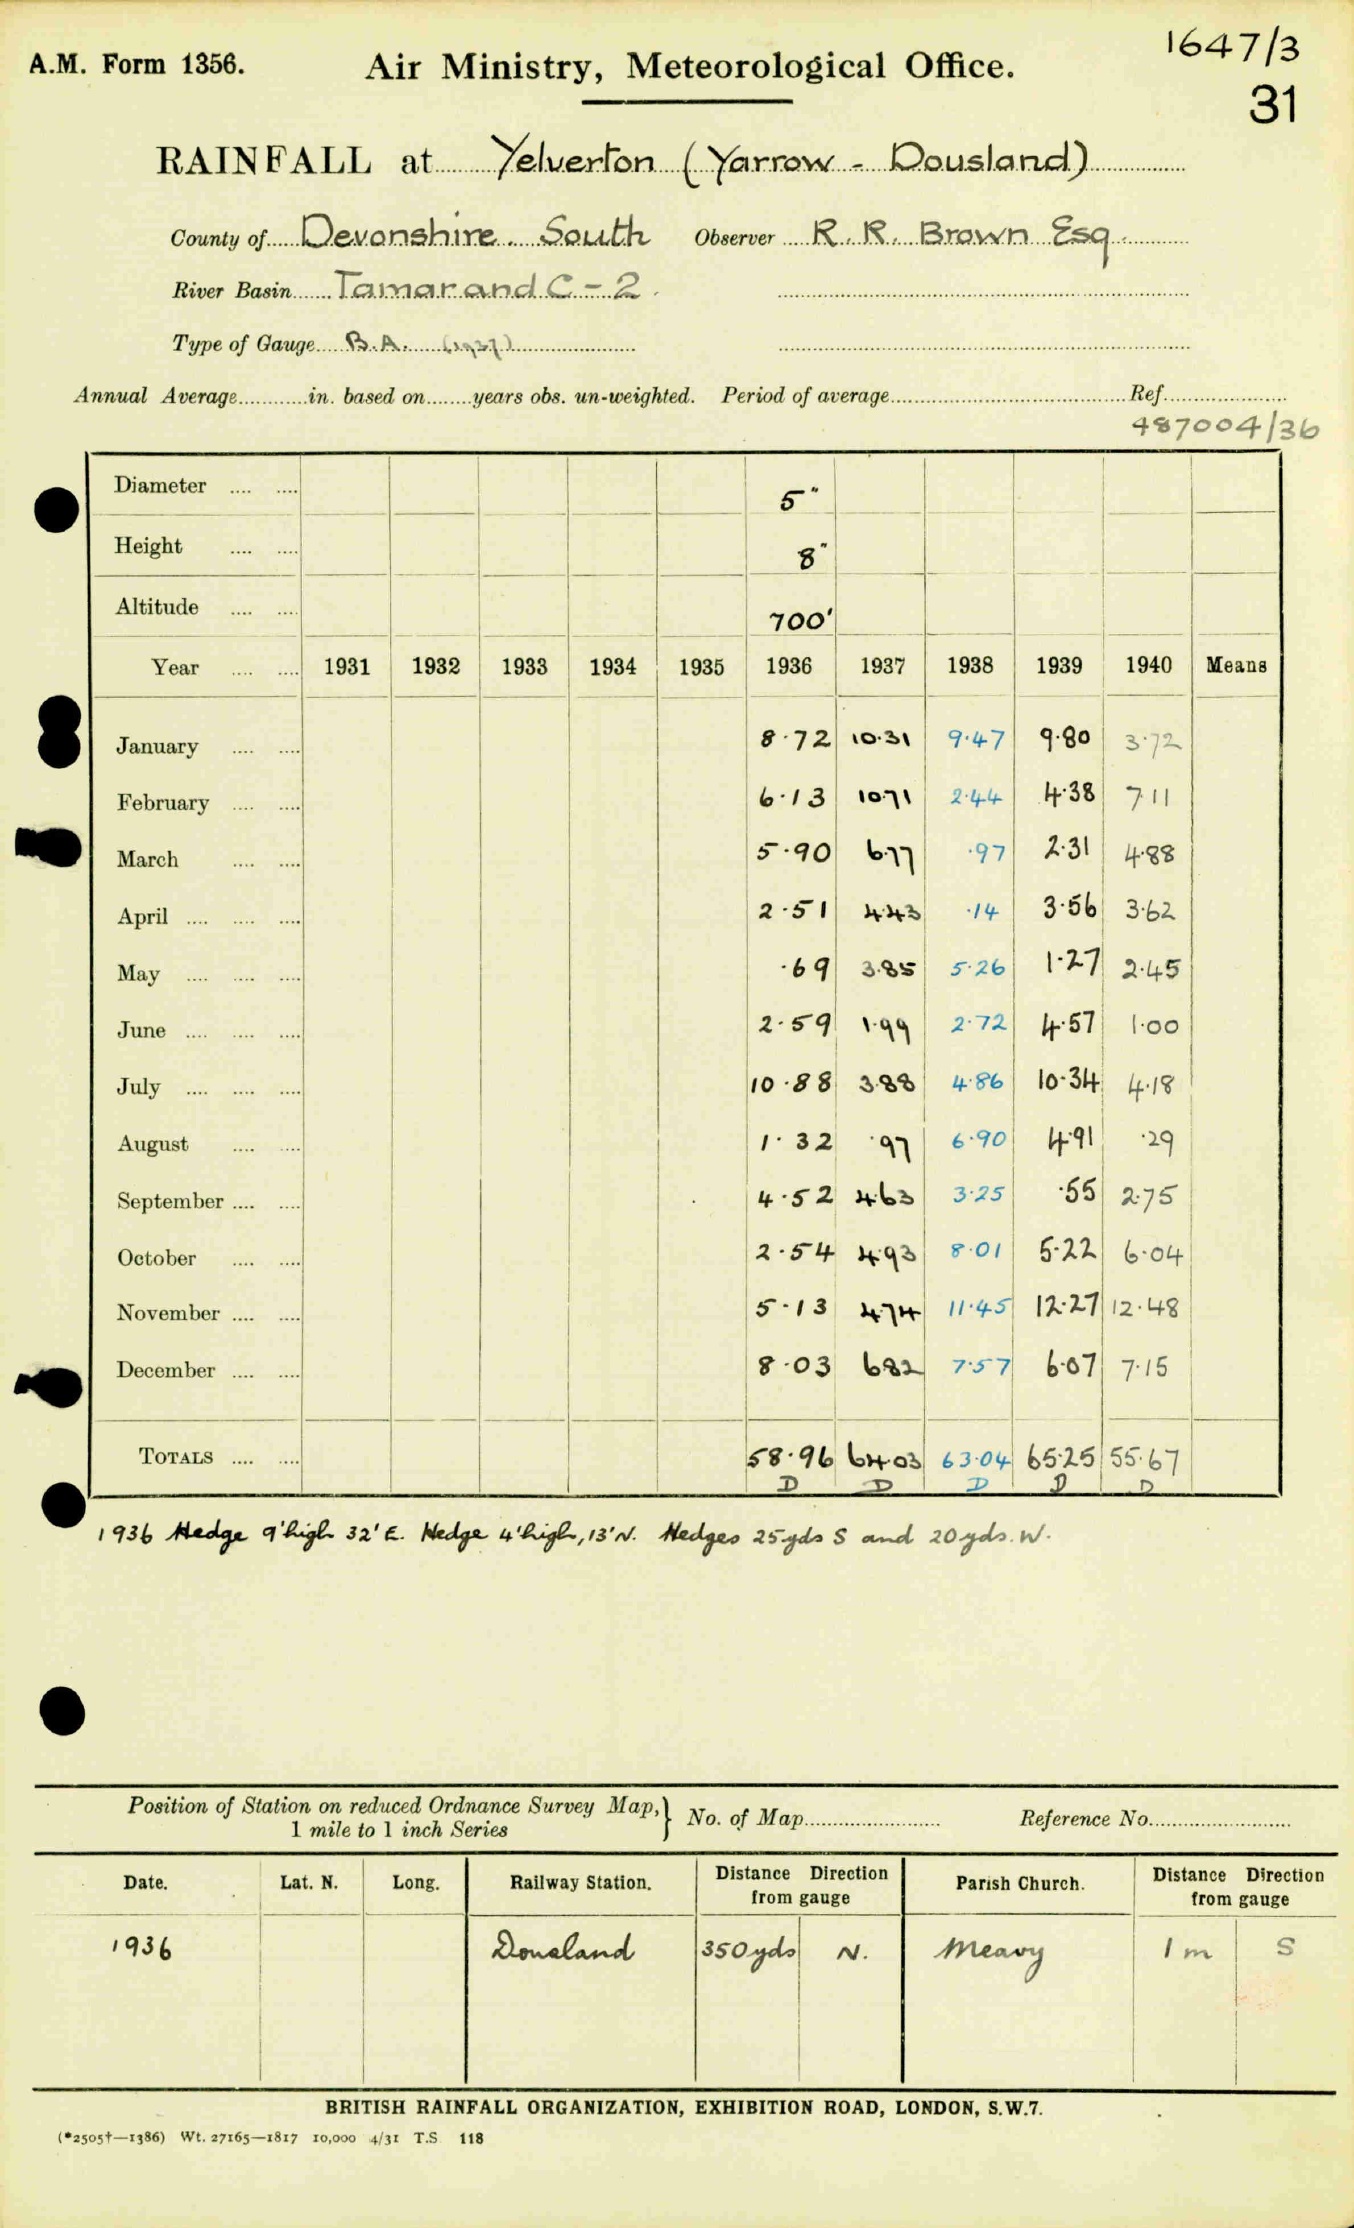 1647/3
A.M. Form 1356. Air Ministry, Meteorological Office.
31
RAINFALL at Yelverton (Yarrow - Dousland)
County of Devonshire South Observer R. R. Brown Esq.
River Basin Tamar and C - 2.
Type of Gauge B.A. (1937)
Annual Average in. based on years obs. un-weighted. Period of average Ref.
487004/36
Diameter 5"
Height 8"
Altitude 700'
Year 1931 1932 1933 1934 1935 1936 1937 1938 1939 1940 Means
January 8.72 10.31 9.47 9.80 3.72
February 6.13 10.71 2.44 4.38 7.11
March 5.90 6.77 .97 2.31 4.88
April 2.51 4.43 .14 3.56 3.62
May .69 3.85 5.26 1.27 2.45
June 2.59 1.99 2.72 4.57 1.00
July 10.88 3.88 4.86 10.34 4.18
August 1.32 .97 6.90 4.91 .29
September 4.52 4.63 3.25 .55 2.75
October 2.54 4.93 8.01 5.22 6.04
November 5.13 4.74 11.45 12.27 12.48
December 8.03 6.82 7.57 6.07 7.15
TOTALS 58.96 64.03 63.04 65.25 55.67
D D D D D
1936 Hedge 9' high 32' E. Hedge 4' high, 13' N. Hedges 25 yds S and 20 yds. W.
Position of Station on reduced Ordnance Survey Map,} No. of Map Reference No.
1 mile to 1 inch Series
Date. Lat. N. Long. Railway Station. Distance Direction from gauge Parish Church. Distance Direction from gauge
1936 Dousland 350 yds N. Meavy 1 m S
BRITISH RAINFALL ORGANIZATION, EXHIBITION ROAD, LONDON, S.W.7.
(*2505†—1386) Wt. 27165—1817 10,000 4/31 T.S 118